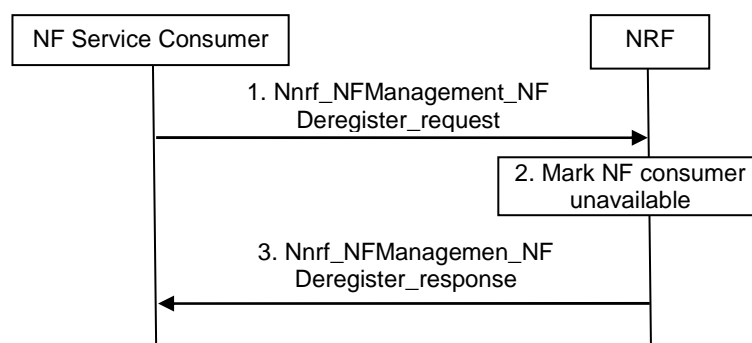 NF Service Consumer
NRF
1. Nnrf_NFManagement_NF
Deregister_request
2. Mark NF consumer
unavailable
3. Nnrf_NFManagemen_NF
Deregister_response